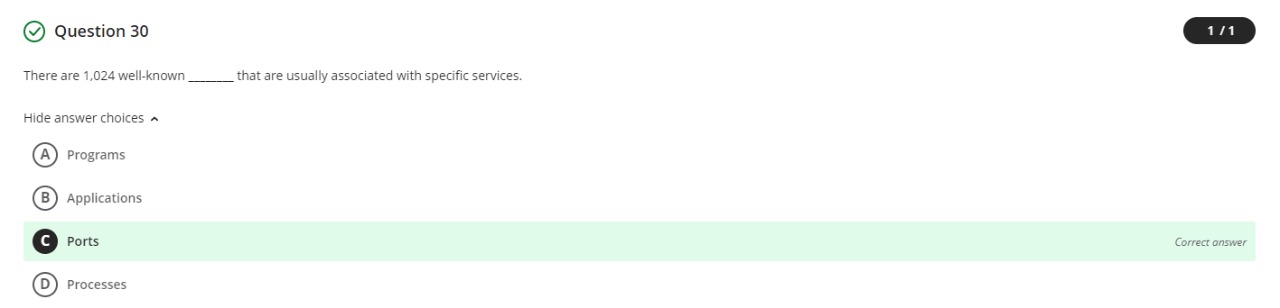 Question 30
1 / 1
There are 1,024 well-known _______ that are usually associated with specific services.
Hide answer choices
A Programs
B Applications
C Ports Correct answer
D Processes